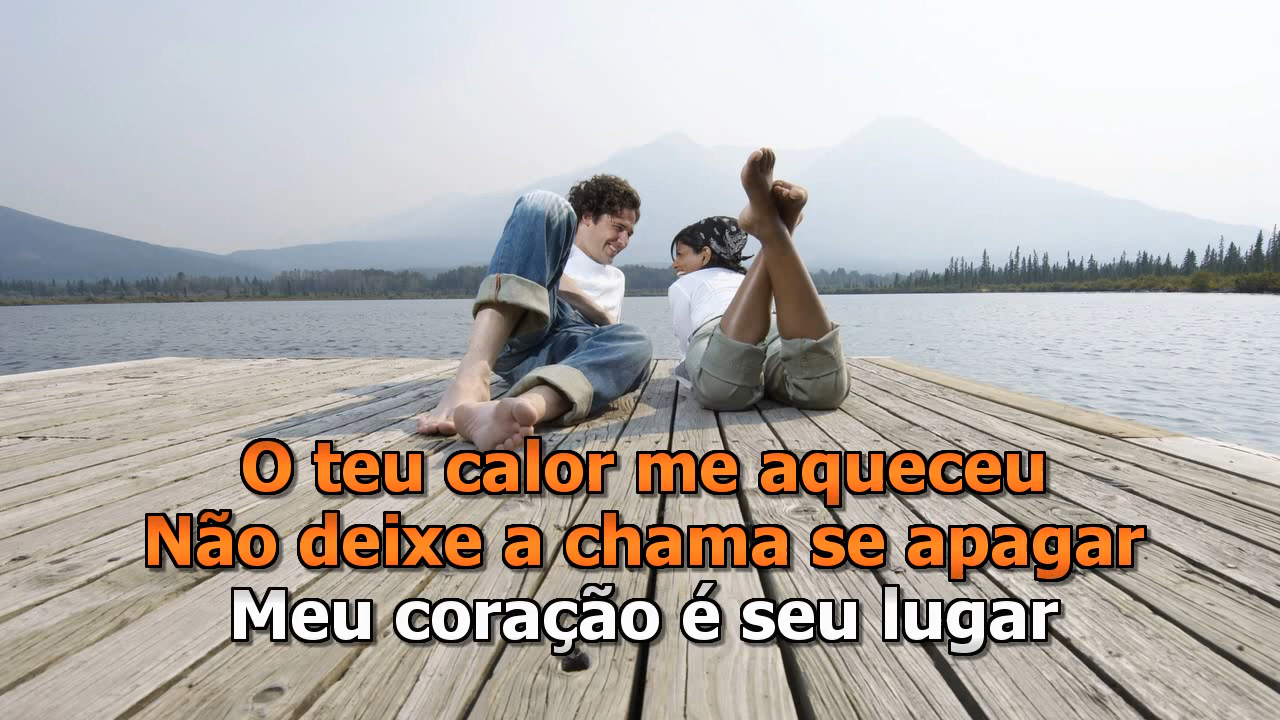 O teu calor me aqueceu
Não deixe a chama se apagar
Meu coração é seu lugar